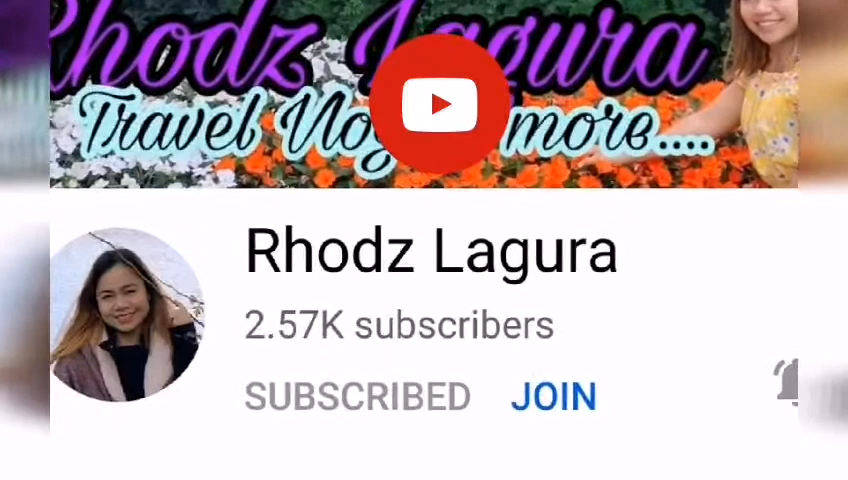 Rhodz Lagura
Travel Vlog more....
Rhodz Lagura
2.57K subscribers
SUBSCRIBED JOIN